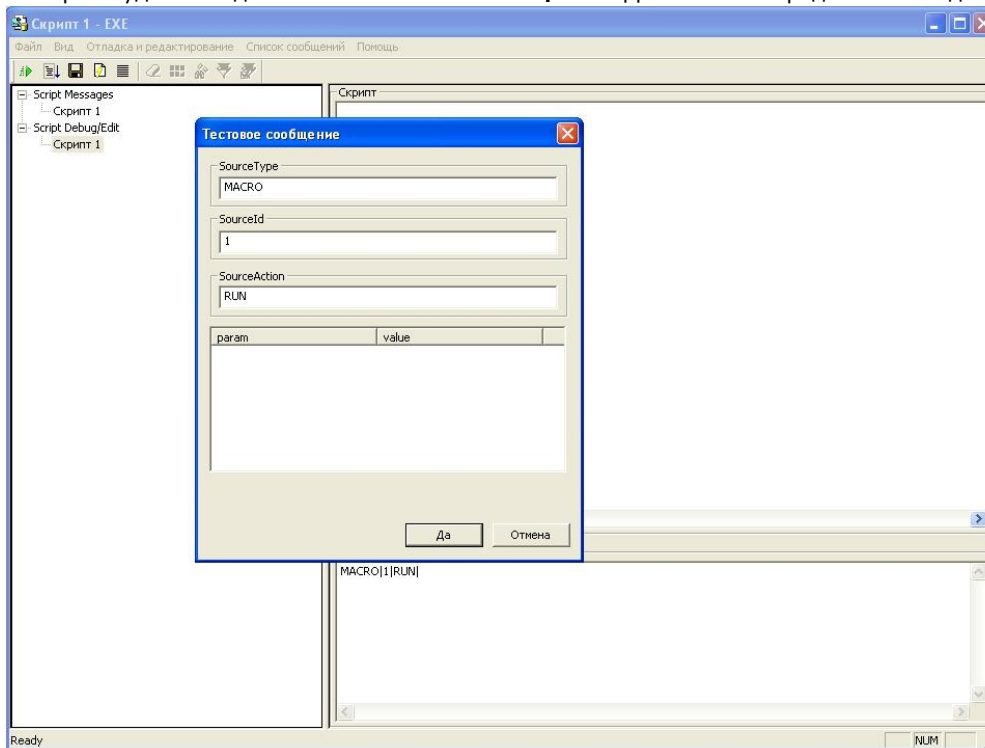 Скрипт 1 - EXE
Файл Вид Отладка и редактирование Список сообщений Помощь
Script Messages
Скрипт 1
Script Debug/Edit
Скрипт 1
Скрипт
Тестовое сообщение
SourceType
MACRO
SourceId
1
SourceAction
RUN
param value
Да Отмена
MACRO|1|RUN|
Ready NUM